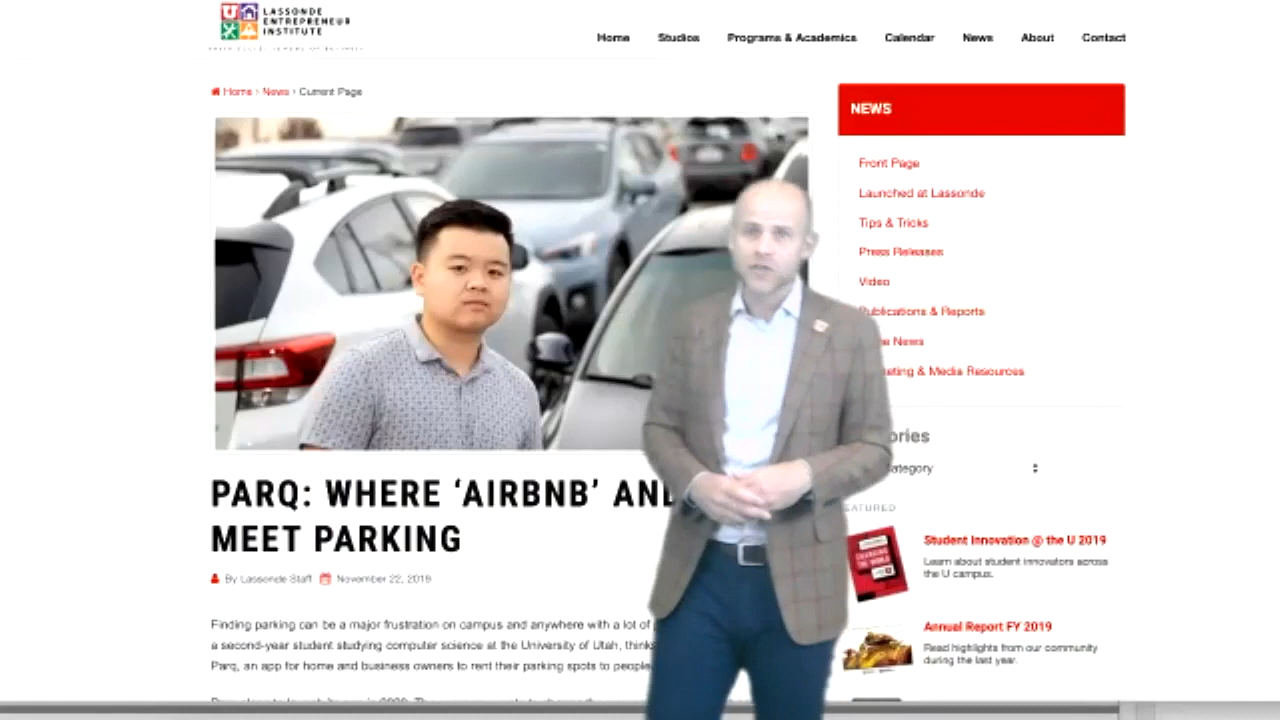 LASSONDE
ENTREPRENEUR
INSTITUTE
Home Studios Programs & Academics Calendar News About Contact
Home › News › Current Page
NEWS
Front Page
Launched at Lassonde
Tips & Tricks
Press Releases
Video
Publications & Reports
News
& Media Resources
PARQ: WHERE ‘AIRBNB’
MEET PARKING
By Lassonde Staff November 22, 2019
Finding parking can be a major frustration on campus and anywhere with a lot of
a second-year student studying computer science at the University of Utah, thinks
Parq, an app for home and business owners to rent their parking spots to people
Student Innovation @ the U 2019
Learn about student innovators across
the U campus.
Annual Report FY 2019
Read highlights from our community
during the last year.